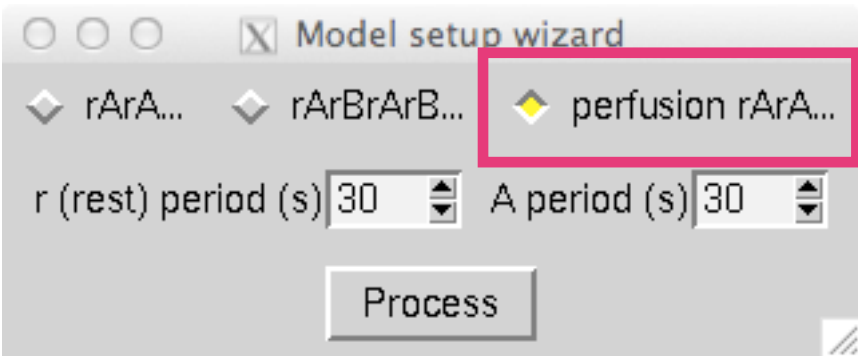 Model setup wizard
rArA... rArBrArB... perfusion rArA...
r (rest) period (s) 30 A period (s) 30
Process